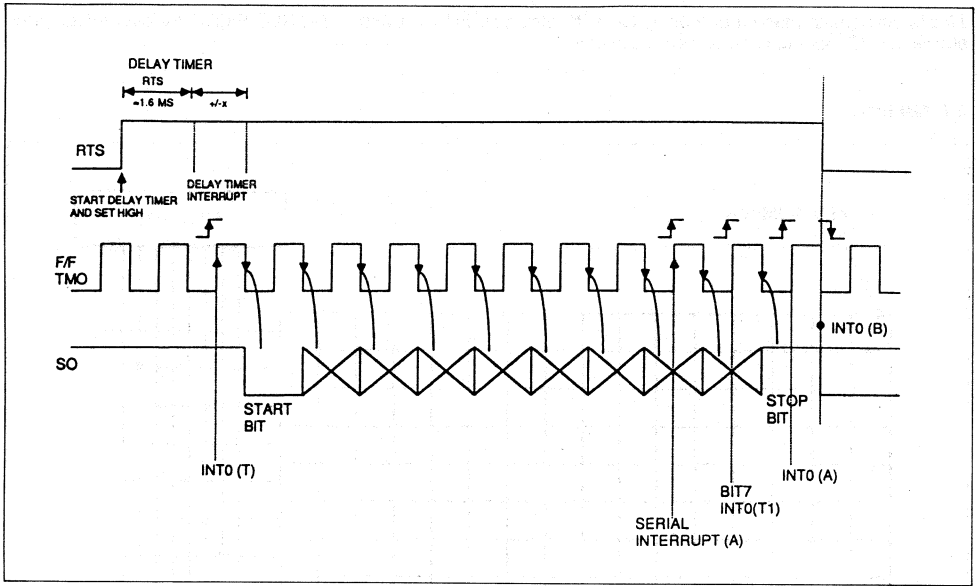 DELAY TIMER
RTS
≈1.6 MS
+/-x
RTS
START DELAY TIMER
AND SET HIGH
DELAY TIMER
INTERRUPT
F/F
TMO
INT0 (B)
SO
START
BIT
STOP
BIT
INT0 (T)
INT0 (A)
BIT7
INT0(T1)
SERIAL
INTERRUPT (A)